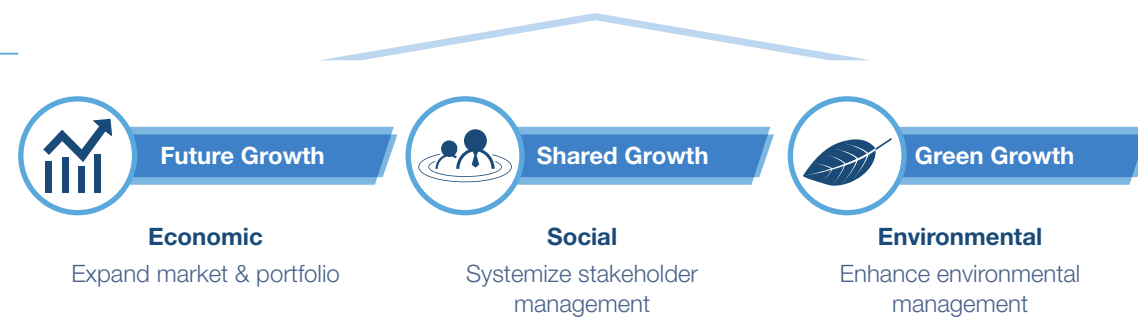 Future Growth
Shared Growth
Green Growth
Economic
Expand market & portfolio
Social
Systemize stakeholder
management
Environmental
Enhance environmental
management